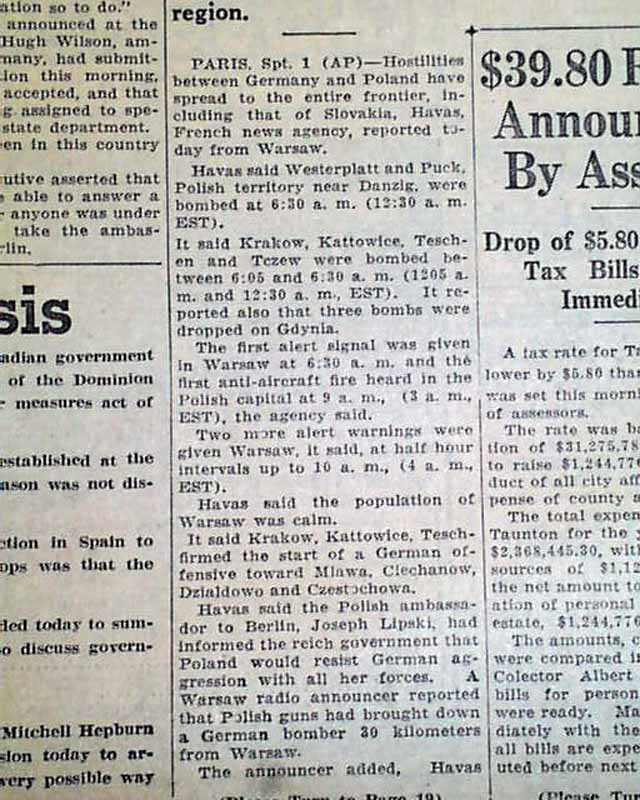 ation so to do."
announced at the
Hugh Wilson, am-
many, had submit-
ion this morning,
accepted, and that
g assigned to spe-
state department.
en in this country
utive asserted that
able to answer a
r anyone was under
take the ambas-
rlin.
sis
adian government
of the Dominion
r measures act of
established at the
ason was not dis-
ction in Spain to
ops was that the
ded today to sum-
o discuss govern-
Mitchell Hepburn
sion today to ar-
very possible way
region.
PARIS, Spt. 1 (AP)—Hostilities
between Germany and Poland have
spread to the entire frontier, in-
cluding that of Slovakia, Havas,
French news agency, reported to-
day from Warsaw.
Havas said Westerplatt and Puck,
Polish territory near Danzig, were
bombed at 6:30 a. m. (12:30 a. m.
EST).
It said Krakow, Kattowice, Tesch-
en and Tczew were bombed be-
tween 6:05 and 6:30 a. m. (1205 a.
m. and 12:30 a. m., EST). It re-
ported also that three bombs were
dropped on Gdynia.
The first alert signal was given
in Warsaw at 6:30 a. m. and the
first anti-aircraft fire heard in the
Polish capital at 9 a. m., (3 a. m.,
EST), the agency said.
Two more alert warnings were
given Warsaw, it said, at half hour
intervals up to 10 a. m., (4 a. m.,
EST).
Havas said the population of
Warsaw was calm.
It said Krakow, Kattowice, Tesch-
firmed the start of a German of-
fensive toward Mlawa, Ciechanow,
Dzialdowo and Czestochowa.
Havas said the Polish ambassa-
dor to Berlin, Joseph Lipski, had
informed the reich government that
Poland would resist German ag-
gression with all her forces. A
Warsaw radio announcer reported
that Polish guns had brought down
a German bomber 30 kilometers
from Warsaw.
The announcer added, Havas
(Please Turn to Page 19)
$39.80 R
Announ
By Ass
Drop of $5.80
Tax Bills
Immedi
A tax rate for Ta
lower by $5.80 than
was set this morni
of assessors.
The rate was ba
tion of $31,275,78
to raise $1,244,77
duct of all city aff
pense of county a
The total expen
Taunton for the y
$2,368,445.30, with
sources of $1,12
the net amount to
ation of personal
estate, $1,244,776
The amounts, c
were compared i
Colector Albert
bills for person
were ready. Ma
diately with the
all bills are expe
uted before next
(Please Tur